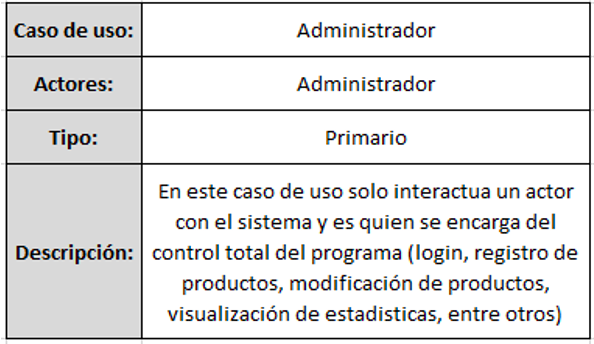 Caso de uso: Administrador
Actores: Administrador
Tipo: Primario
Descripción:
En este caso de uso solo interactua un actor
con el sistema y es quien se encarga del
control total del programa (login, registro de
productos, modificación de productos,
visualización de estadisticas, entre otros)